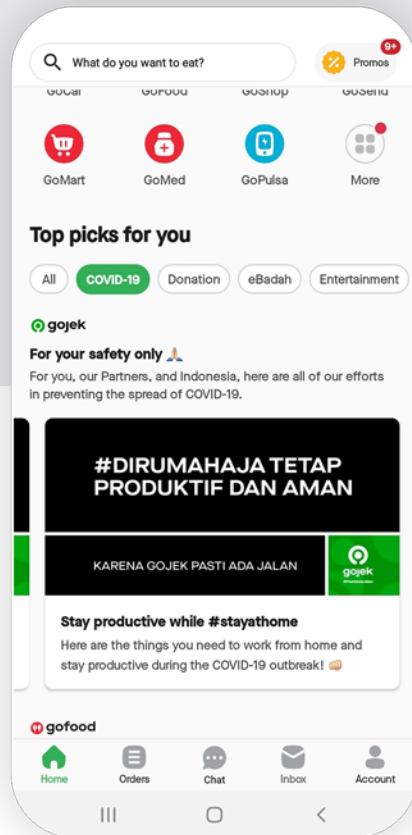 What do you want to eat?
Promos
9+
GoCar GoFood GoShop GoSend
GoMart GoMed GoPulsa More
Top picks for you
All COVID-19 Donation eBadah Entertainment
gojek
For your safety only
For you, our Partners, and Indonesia, here are all of our efforts
in preventing the spread of COVID-19.
#DIRUMAHAJA TETAP
PRODUKTIF DAN AMAN
KARENA GOJEK PASTI ADA JALAN
gojek
Stay productive while #stayathome
Here are the things you need to work from home and
stay productive during the COVID-19 outbreak!
gofood
Home Orders Chat Inbox Account